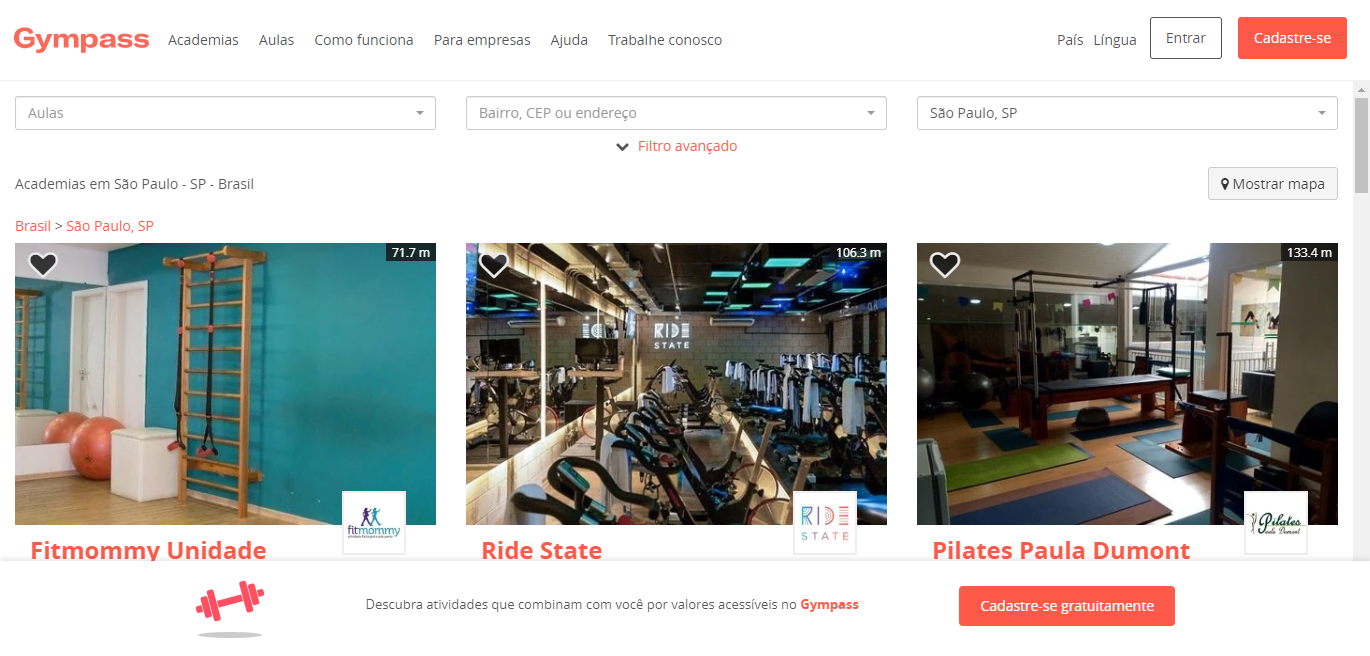 Gympass Academias Aulas Como funciona Para empresas Ajuda Trabalhe conosco País Língua Entrar Cadastre-se
Aulas Bairro, CEP ou endereço São Paulo, SP
Filtro avançado
Academias em São Paulo - SP - Brasil Mostrar mapa
Brasil > São Paulo, SP
71.7 m 106.3 m 133.4 m
RIDE
STATE
fitmommy
RIDE
STATE
Pilates
Paula Dumont
Fitmommy Unidade Ride State Pilates Paula Dumont
Descubra atividades que combinam com você por valores acessíveis no Gympass Cadastre-se gratuitamente